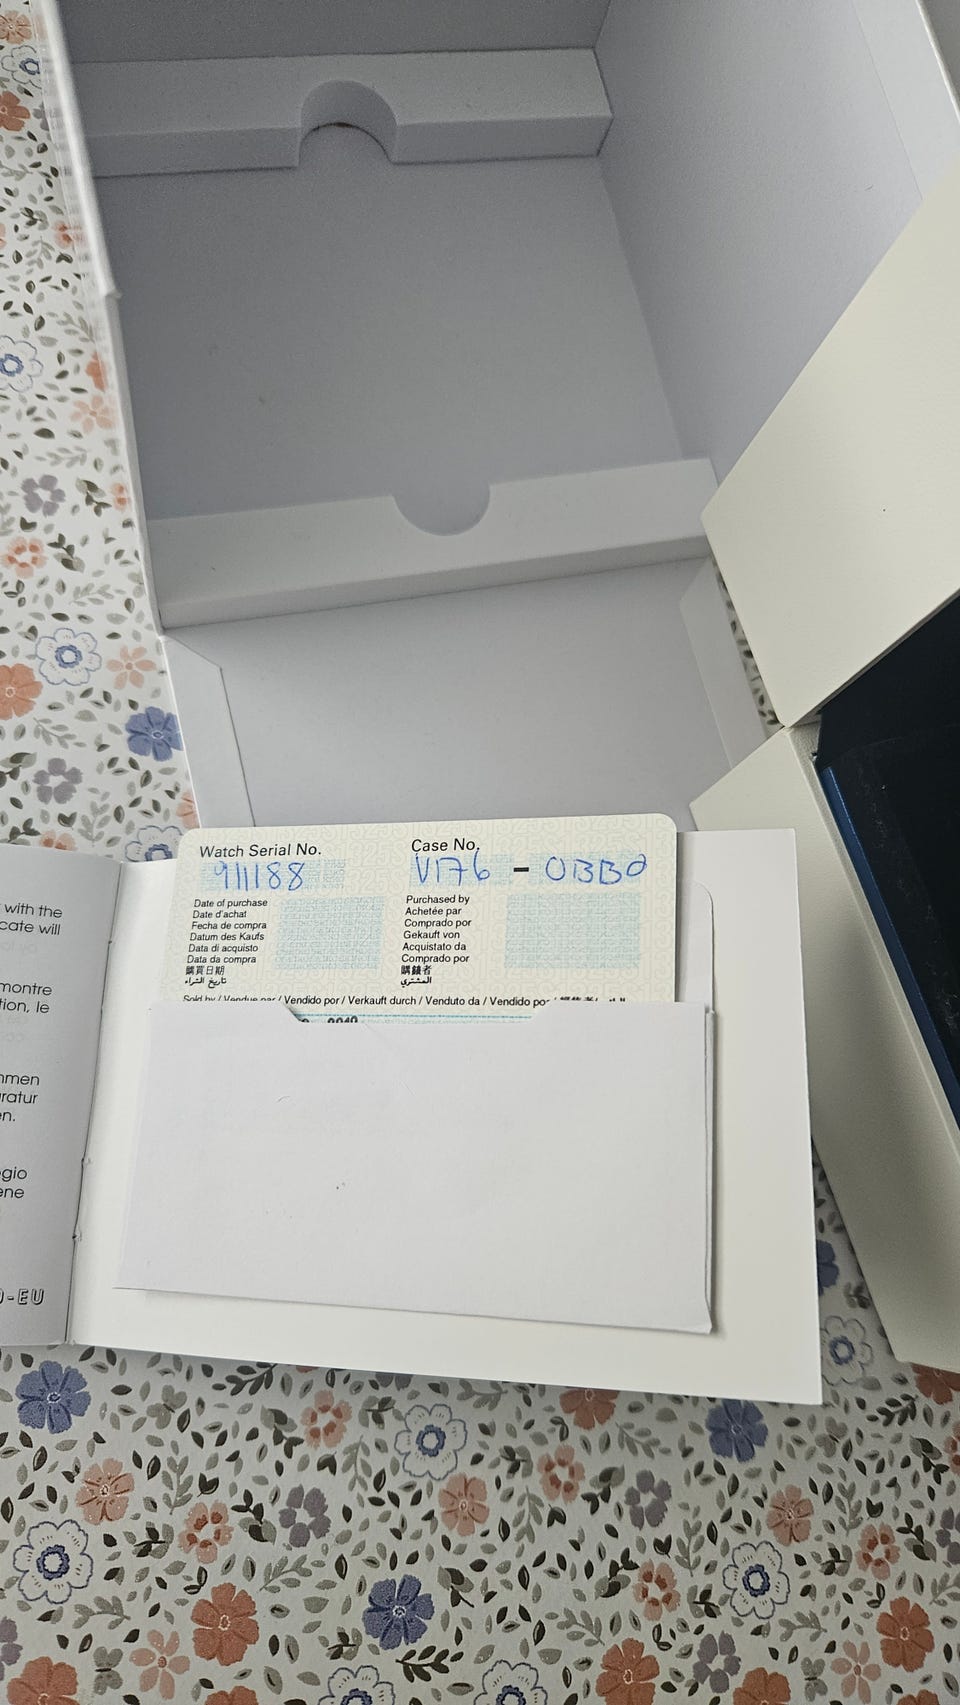 with the
cate will
montre
tion, le
mmen
ratur
en.
egio
ene
-EU
Watch Serial No.
911188
Case No.
V176 - 0BB0
Date of purchase
Date d'achat
Fecha de compra
Datum des Kaufs
Data di acquisto
Data da compra
購買日期
تاريخ الشراء
Purchased by
Achetée par
Comprado por
Gekauft von
Acquistato da
Comprado por
購錶者
المشتري
Sold by / Vendue par / Vendido por / Verkauft durch / Venduto da / Vendido por /